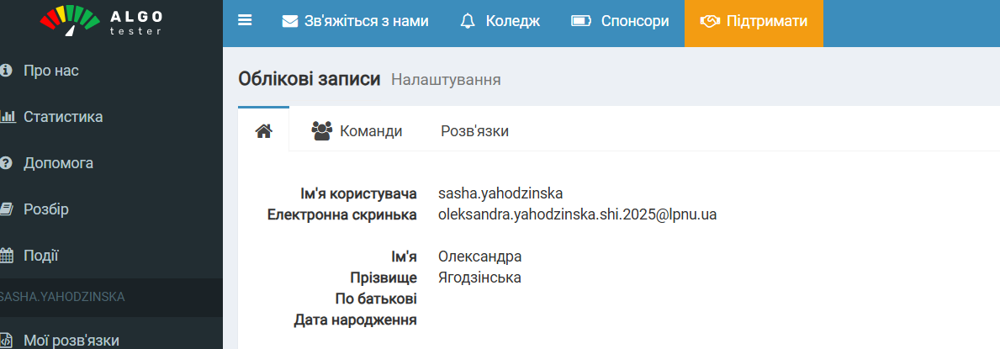 ALGO
tester
Зв'яжіться з нами
Коледж
Спонсори
Підтримати
Про нас
Статистика
Допомога
Розбір
Події
SASHA.YAHODZINSKA
Мої розв'язки
Облікові записи Налаштування
Команди
Розв'язки
Ім'я користувача sasha.yahodzinska
Електронна скринька oleksandra.yahodzinska.shi.2025@lpnu.ua
Ім'я Олександра
Прізвище Ягодзінська
По батькові
Дата народження